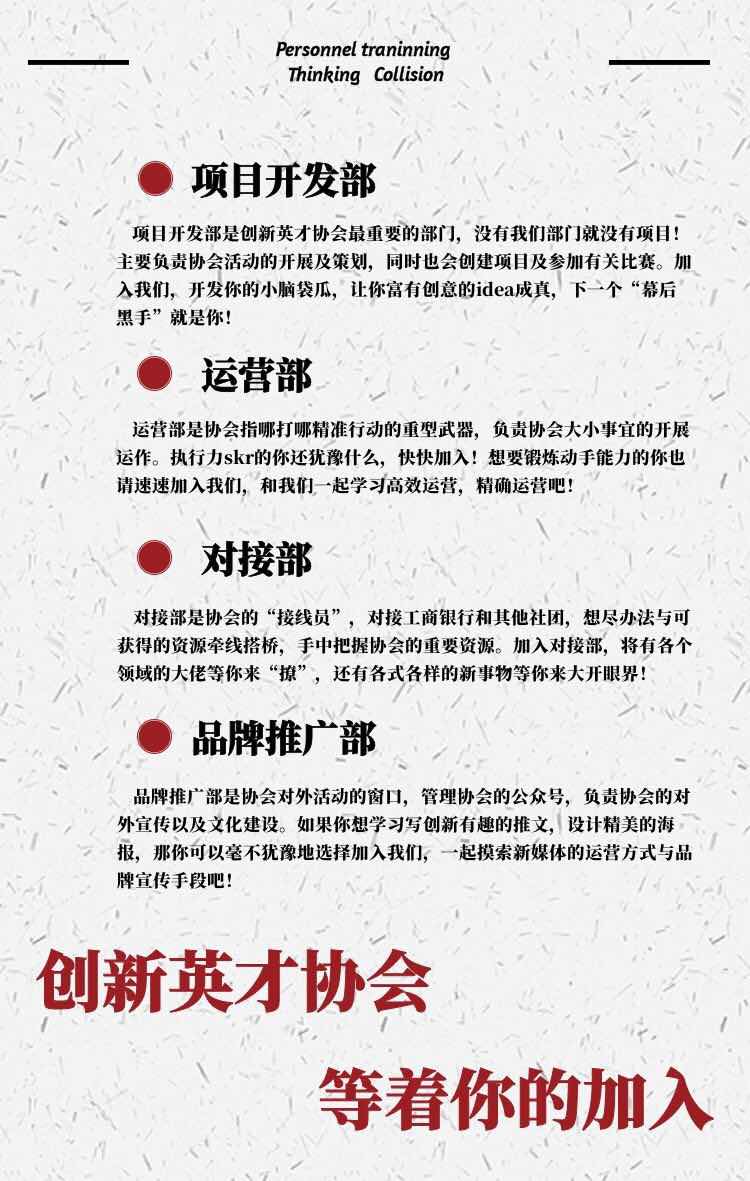 Personnel traninning
Thinking Collision
项目开发部
项目开发部是创新英才协会最重要的部门，没有我们部门就没有项目！
主要负责协会活动的开展及策划，同时也会创建项目及参加有关比赛。加
入我们，开发你的小脑袋瓜，让你富有创意的idea成真，下一个“幕后
黑手”就是你！
运营部
运营部是协会指哪打哪精准行动的重型武器，负责协会大小事宜的开展
运作。执行力skr的你还犹豫什么，快快加入！想要锻炼动手能力的你也
请速速加入我们，和我们一起学习高效运营，精确运营吧！
对接部
对接部是协会的“接线员”，对接工商银行和其他社团，想尽办法与可
获得的资源牵线搭桥，手中把握协会的重要资源。加入对接部，将有各个
领域的大佬等你来“撩”，还有各式各样的新事物等你来大开眼界！
品牌推广部
品牌推广部是协会对外活动的窗口，管理协会的公众号，负责协会的对
外宣传以及文化建设。如果你想学习写创新有趣的推文，设计精美的海
报，那你可以毫不犹豫地选择加入我们，一起摸索新媒体的运营方式与品
牌宣传手段吧！
创新英才协会
等着你的加入